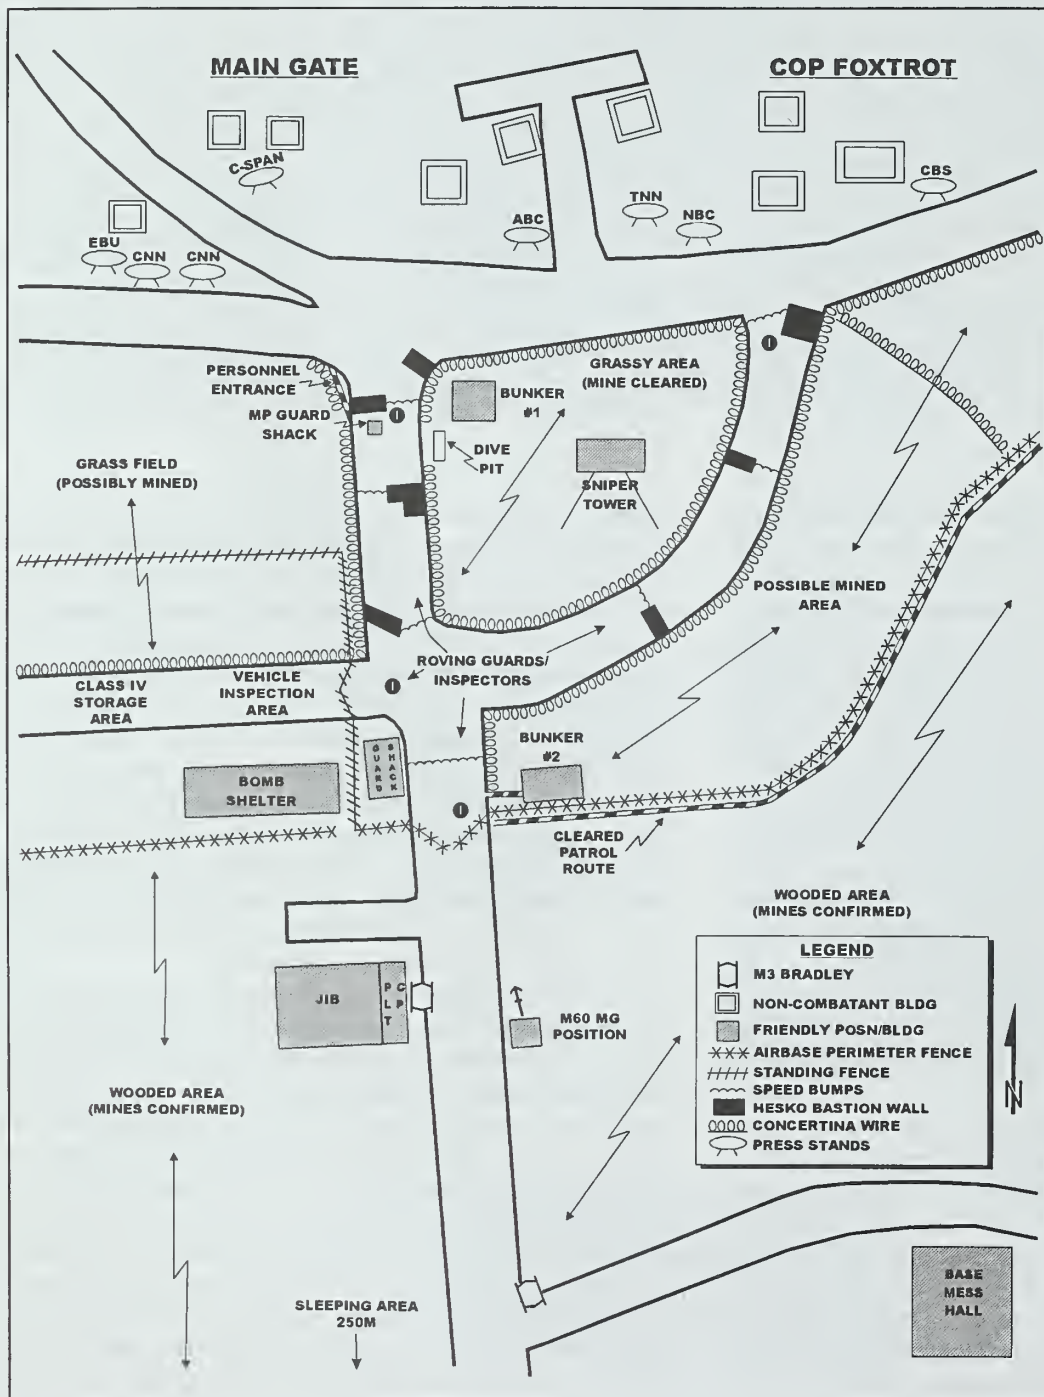 MAIN GATE
COP FOXTROT
C-SPAN
CBS
TNN
NBC
ABC
EBU
CNN
CNN
PERSONNEL
ENTRANCE
MP GUARD
SHACK
GRASSY AREA
(MINE CLEARED)
BUNKER
#1
DIVE
PIT
SNIPER
TOWER
GRASS FIELD
(POSSIBLY MINED)
POSSIBLE MINED
AREA
ROVING GUARDS/
INSPECTORS
CLASS IV
STORAGE
AREA
VEHICLE
INSPECTION
AREA
GUARD
SHACK
BUNKER
#2
BOMB
SHELTER
CLEARED
PATROL
ROUTE
WOODED AREA
(MINES CONFIRMED)
JIB
PLT
CP
M60 MG
POSITION
WOODED AREA
(MINES CONFIRMED)
LEGEND
M3 BRADLEY
NON-COMBATANT BLDG
FRIENDLY POSN/BLDG
AIRBASE PERIMETER FENCE
STANDING FENCE
SPEED BUMPS
HESKO BASTION WALL
CONCERTINA WIRE
PRESS STANDS
N
SLEEPING AREA
250M
BASE
MESS
HALL